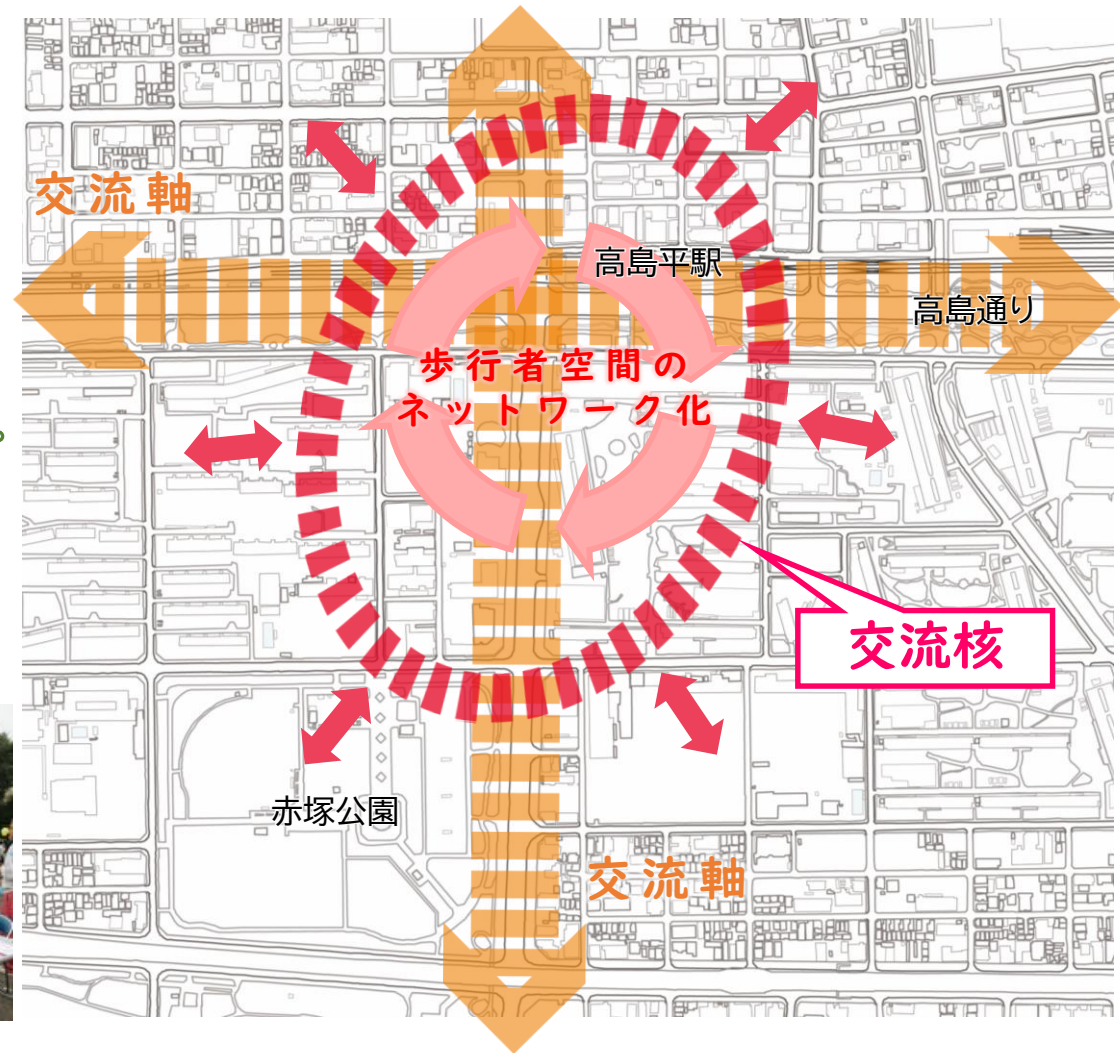 交流軸
高島平駅
高島通り
歩行者空間の
ネットワーク化
。
交流核
赤塚公園
交流軸